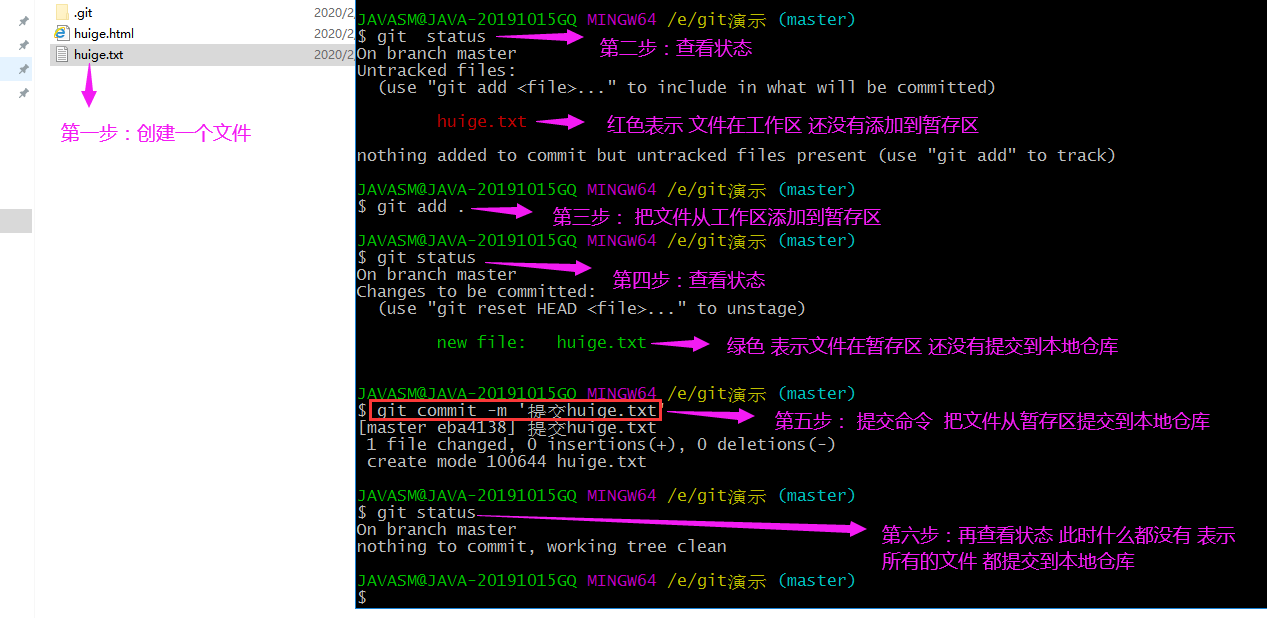 .git
2020/2
huige.html
2020/2
huige.txt
2020/2
第一步：创建一个文件
JAVASM@JAVA-20191015GQ MINGW64 /e/git演示 (master)
$ git  status
第二步：查看状态
On branch master
Untracked files:
(use "git add <file>..." to include in what will be committed)
huige.txt
红色表示 文件在工作区 还没有添加到暂存区
nothing added to commit but untracked files present (use "git add" to track)
JAVASM@JAVA-20191015GQ MINGW64 /e/git演示 (master)
$ git add .
第三步： 把文件从工作区添加到暂存区
JAVASM@JAVA-20191015GQ MINGW64 /e/git演示 (master)
$ git status
第四步：查看状态
On branch master
Changes to be committed:
(use "git reset HEAD <file>..." to unstage)
new file:   huige.txt
绿色 表示文件在暂存区 还没有提交到本地仓库
JAVASM@JAVA-20191015GQ MINGW64 /e/git演示 (master)
$ git commit -m '提交huige.txt'
第五步： 提交命令  把文件从暂存区提交到本地仓库
[master eba4138] 提交huige.txt
1 file changed, 0 insertions(+), 0 deletions(-)
create mode 100644 huige.txt
JAVASM@JAVA-20191015GQ MINGW64 /e/git演示 (master)
$ git status
On branch master
nothing to commit, working tree clean
第六步：再查看状态 此时什么都没有 表示
所有的文件 都提交到本地仓库
JAVASM@JAVA-20191015GQ MINGW64 /e/git演示 (master)
$